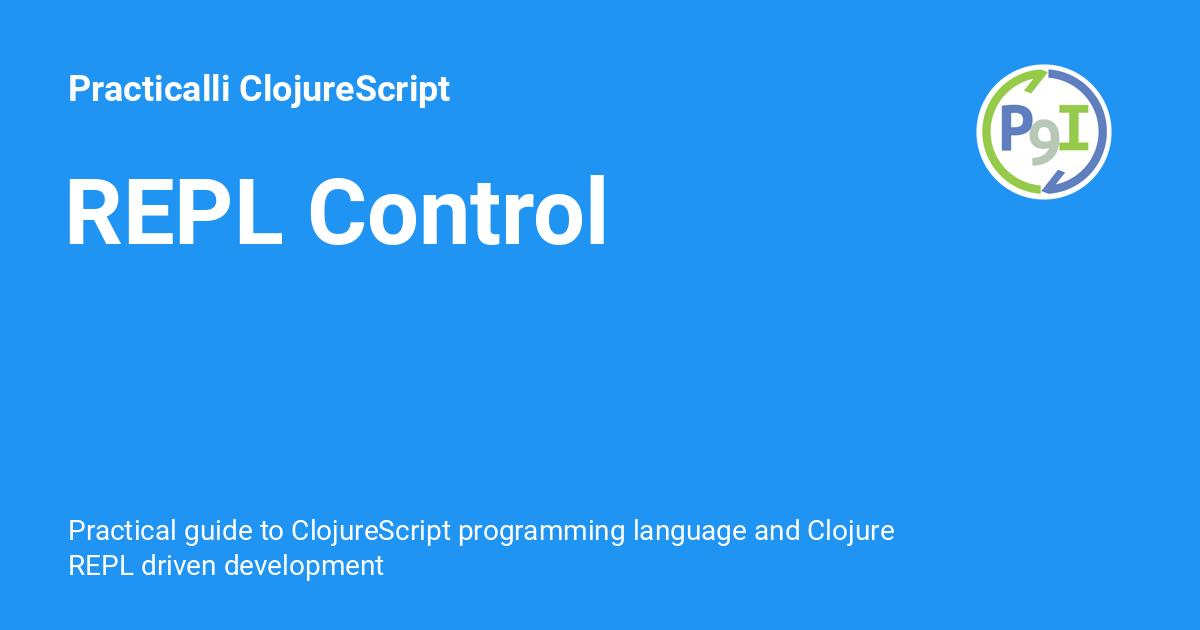 Practicalli ClojureScript
P9I
REPL Control
Practical guide to ClojureScript programming language and Clojure
REPL driven development